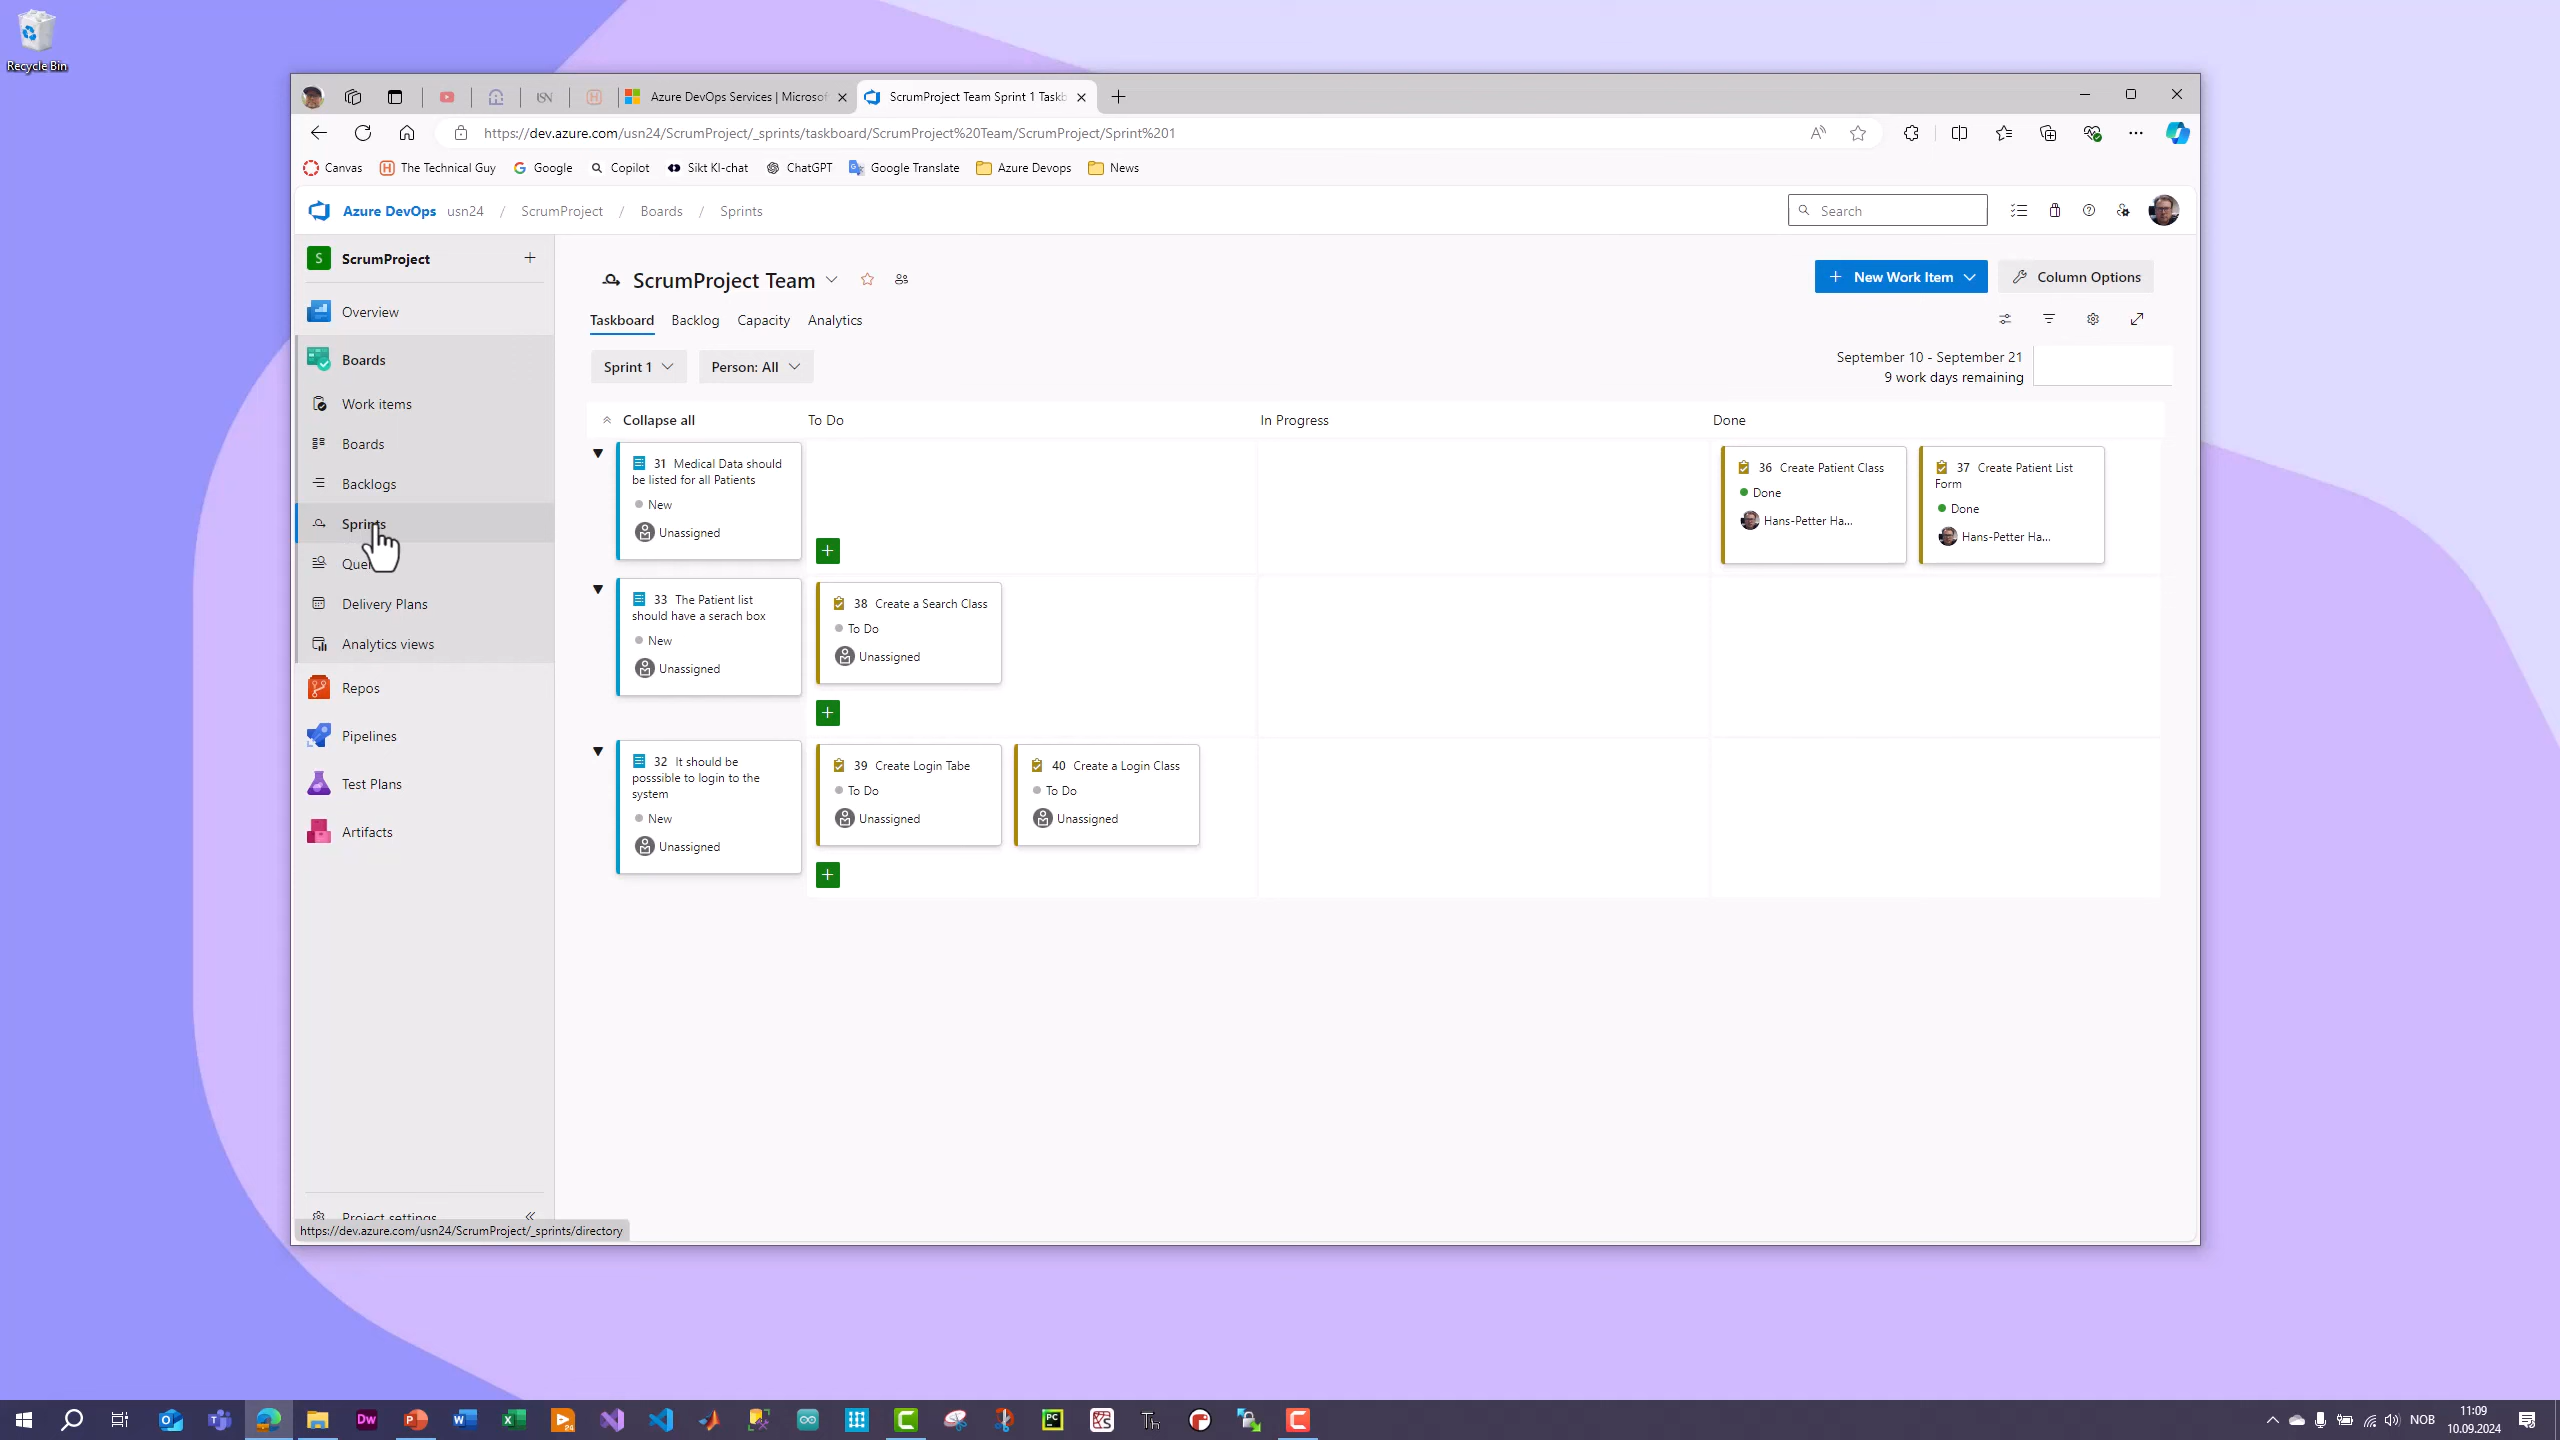 Recycle Bin
USN
Azure DevOps Services | Microsof
ScrumProject Team Sprint 1 Taskb
https://dev.azure.com/usn24/ScrumProject/_sprints/taskboard/ScrumProject%20Team/ScrumProject/Sprint%201
Canvas
The Technical Guy
Google
Copilot
Sikt KI-chat
ChatGPT
Google Translate
Azure Devops
News
Azure DevOps usn24 / ScrumProject / Boards / Sprints
Search
S ScrumProject
Overview
Boards
Work items
Boards
Backlogs
Sprints
Delivery Plans
Analytics views
Repos
Pipelines
Test Plans
Artifacts
Project settings
https://dev.azure.com/usn24/ScrumProject/_sprints/directory
ScrumProject Team
New Work Item
Column Options
Taskboard Backlog Capacity Analytics
Sprint 1
Person: All
September 10 - September 21
9 work days remaining
Collapse all
To Do
In Progress
Done
31 Medical Data should
be listed for all Patients
New
Unassigned
36 Create Patient Class
Done
Hans-Petter Ha...
37 Create Patient List
Form
Done
Hans-Petter Ha...
33 The Patient list
should have a serach box
New
Unassigned
38 Create a Search Class
To Do
Unassigned
32 It should be
posssible to login to the
system
New
Unassigned
39 Create Login Tabe
To Do
Unassigned
40 Create a Login Class
To Do
Unassigned
Dw
PC
Th
NOB
11:09
10.09.2024